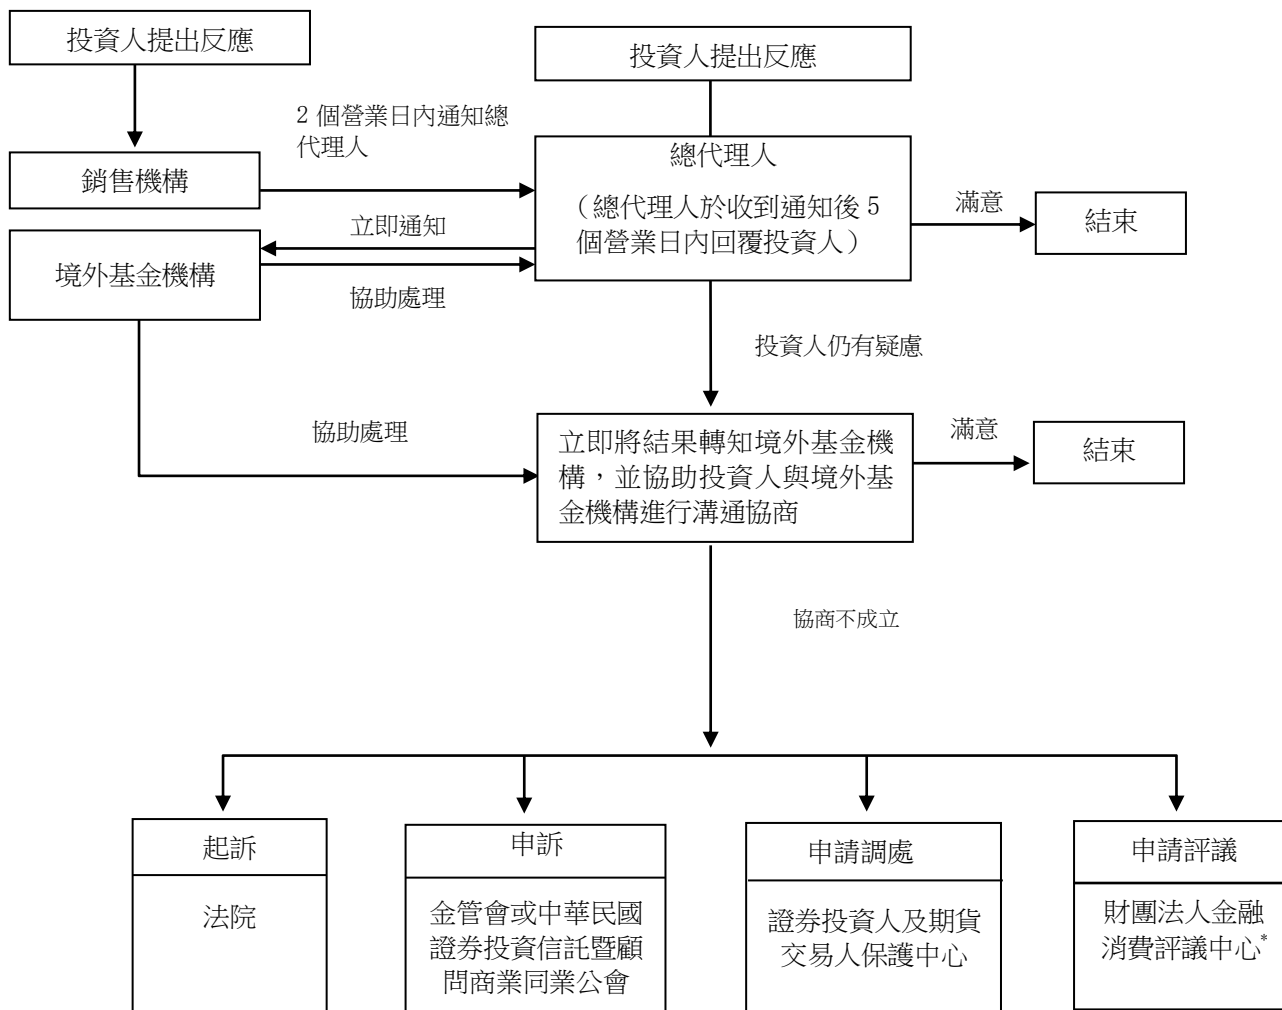 投資人提出反應
投資人提出反應
2 個營業日內通知總
代理人
銷售機構
總代理人
（總代理人於收到通知後 5
個營業日內回覆投資人）
滿意
結束
立即通知
境外基金機構
協助處理
投資人仍有疑慮
協助處理
立即將結果轉知境外基金機
構，並協助投資人與境外基
金機構進行溝通協商
滿意
結束
協商不成立
起訴
法院
申訴
金管會或中華民國
證券投資信託暨顧
問商業同業公會
申請調處
證券投資人及期貨
交易人保護中心
申請評議
財團法人金融
消費評議中心*